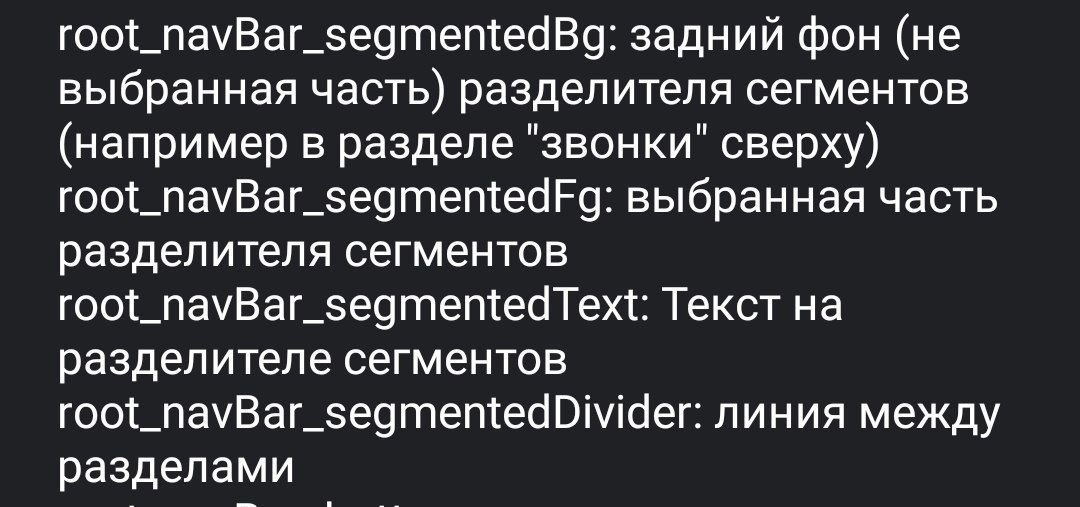 root_navBar_segmentedBg: задний фон (не
выбранная часть) разделителя сегментов
(например в разделе "звонки" сверху)
root_navBar_segmentedFg: выбранная часть
разделителя сегментов
root_navBar_segmentedText: Текст на
разделителе сегментов
root_navBar_segmentedDivider: линия между
разделами